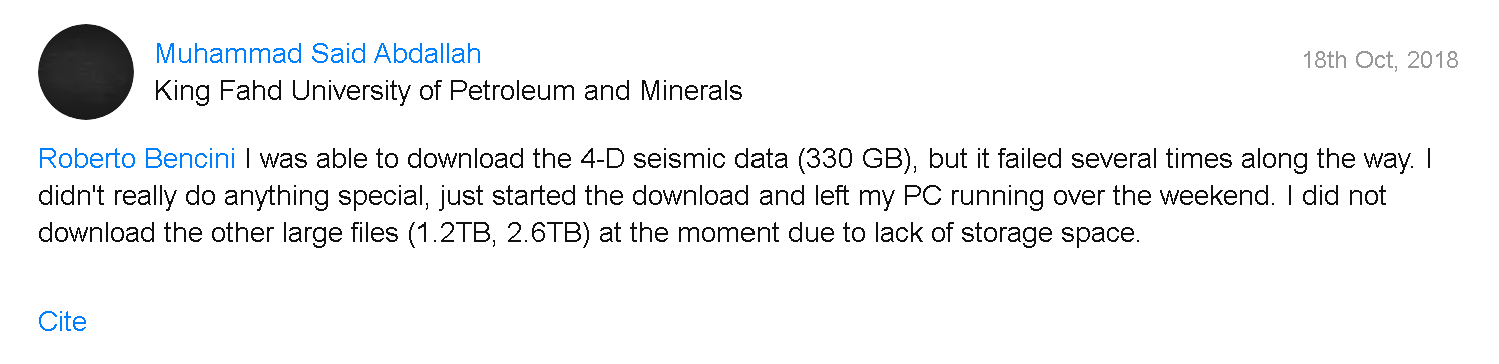 Muhammad Said Abdallah
18th Oct, 2018
King Fahd University of Petroleum and Minerals
Roberto Bencini I was able to download the 4-D seismic data (330 GB), but it failed several times along the way. I
didn't really do anything special, just started the download and left my PC running over the weekend. I did not
download the other large files (1.2TB, 2.6TB) at the moment due to lack of storage space.
Cite